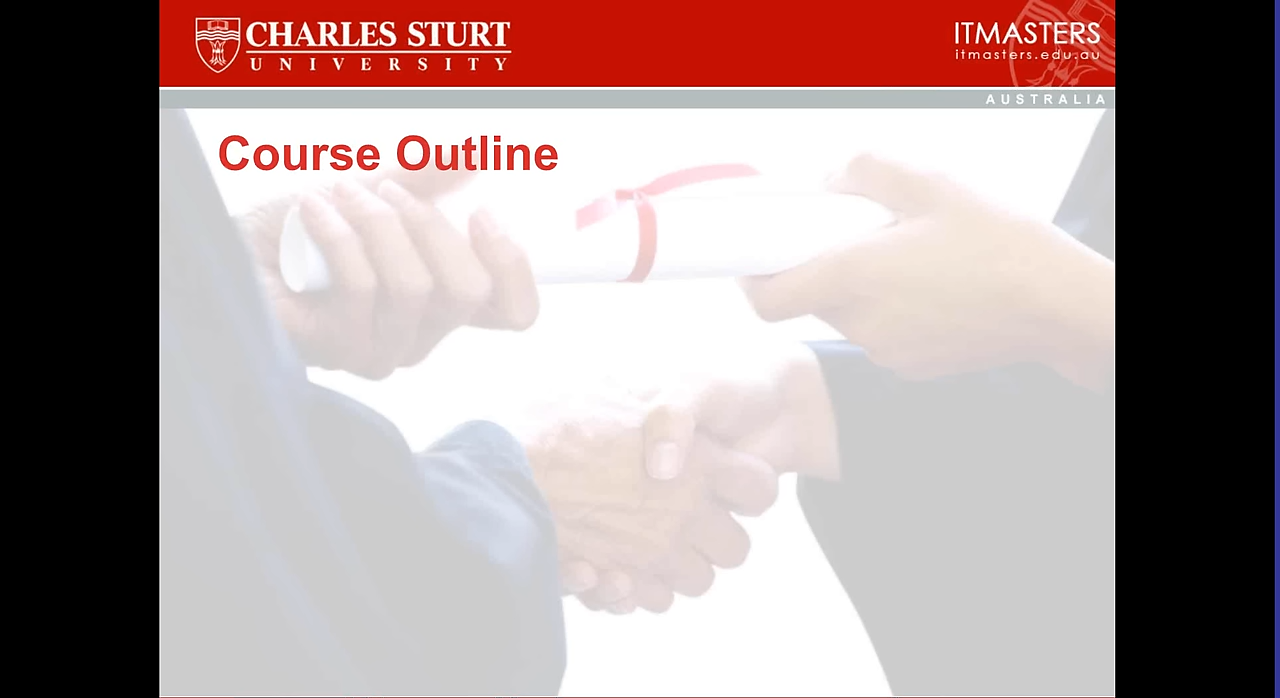 CHARLES STURT
UNIVERSITY
ITMASTERS
itmasters.edu.au
AUSTRALIA
Course Outline